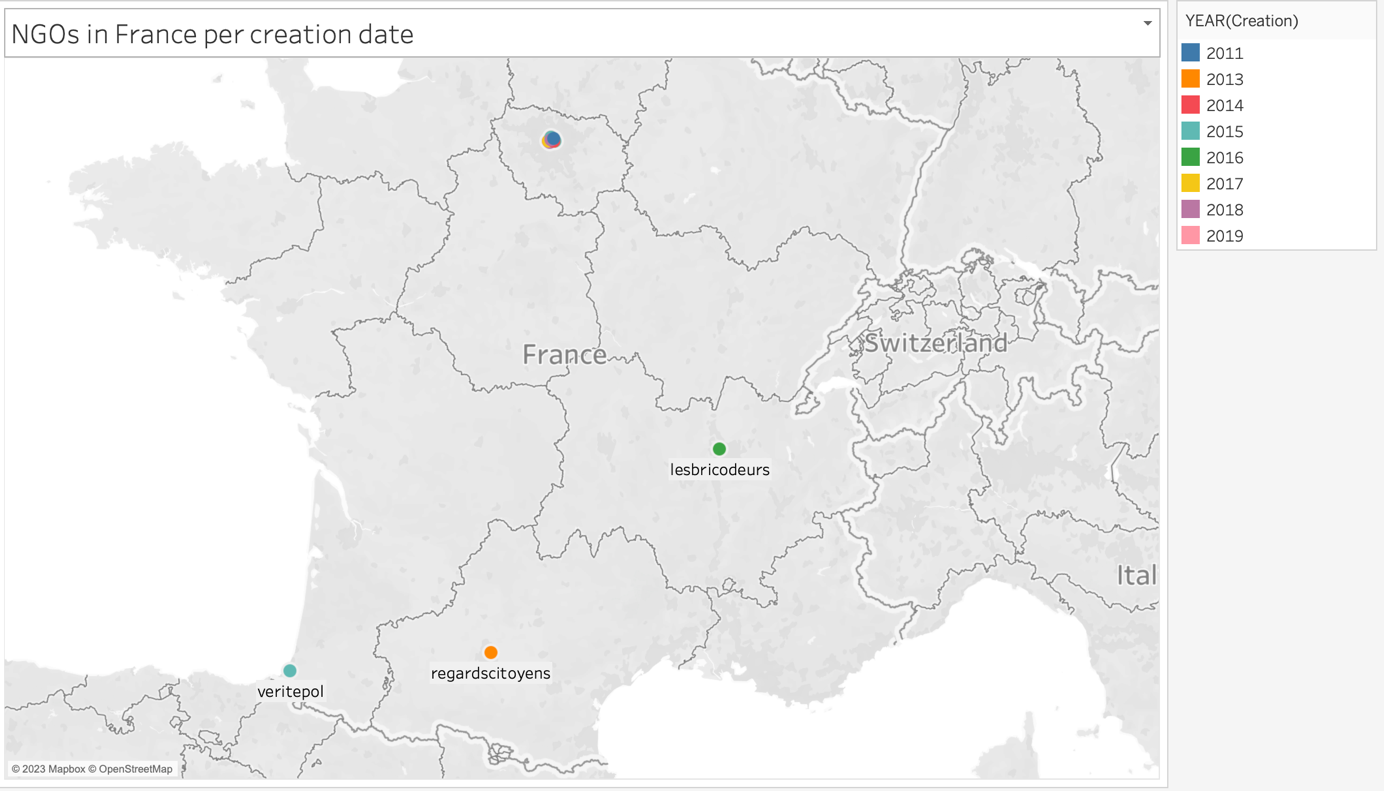 NGOs in France per creation date
YEAR(Creation)
2011
2013
2014
2015
2016
2017
2018
2019
France
Switzerland
lesbricodeurs
Ital
regardscitoyens
veritepol
© 2023 Mapbox © OpenStreetMap